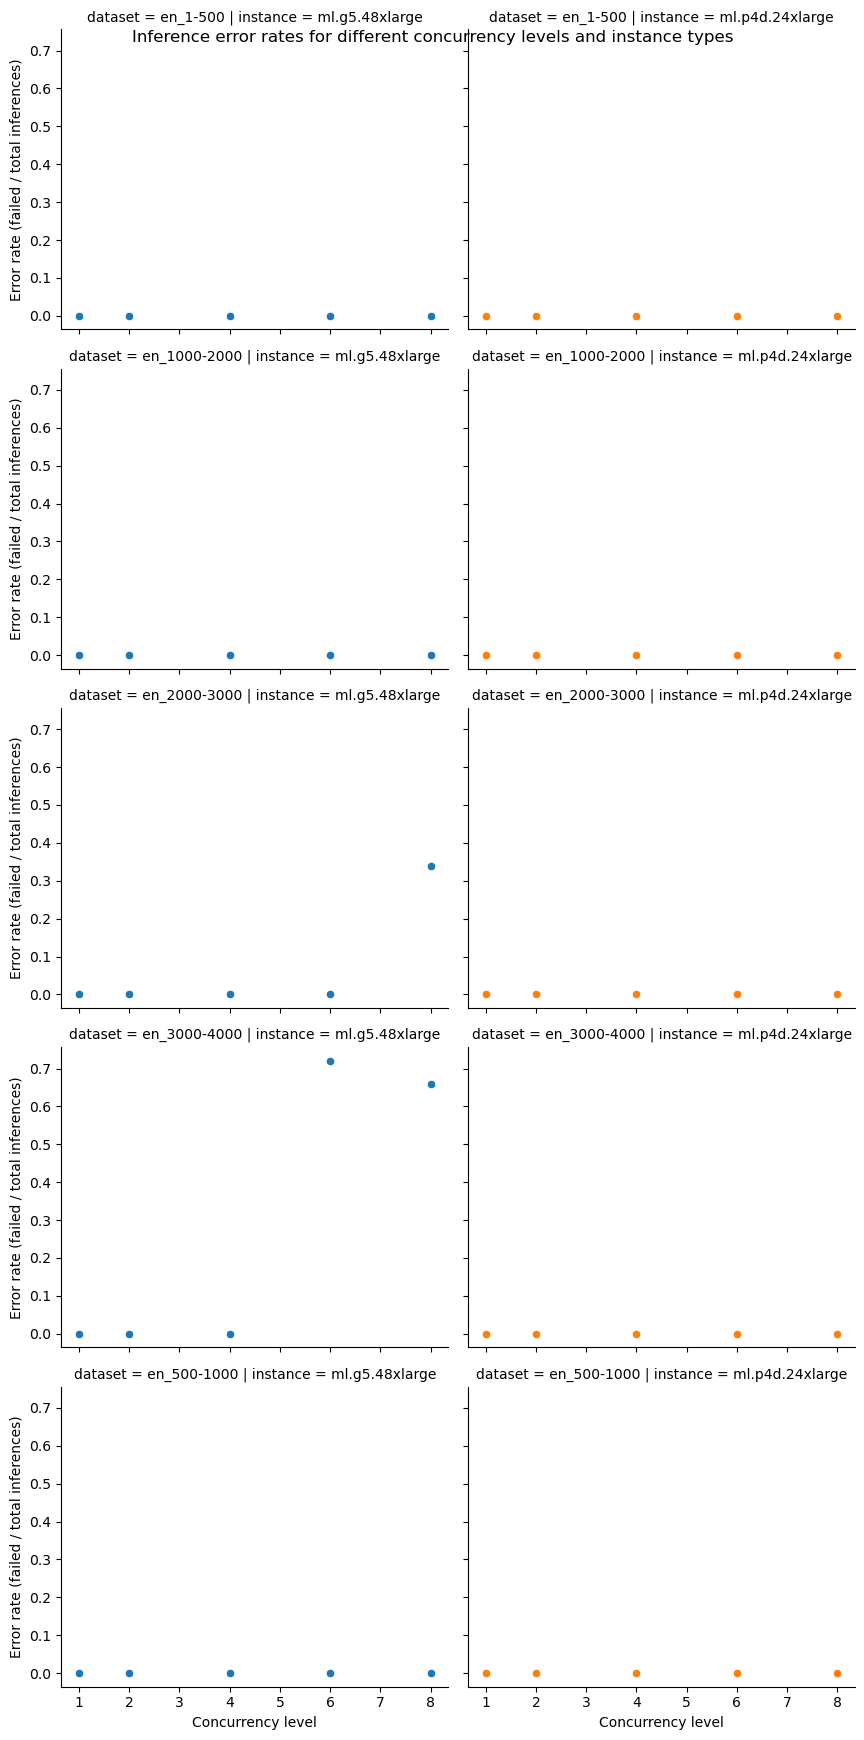 dataset = en_1-500 | instance = ml.g5.48xlarge
dataset = en_1-500 | instance = ml.p4d.24xlarge
Inference error rates for different concurrency levels and instance types
Error rate (failed / total inferences)
0.7
0.6
0.5
0.4
0.3
0.2
0.1
0.0
dataset = en_1000-2000 | instance = ml.g5.48xlarge
dataset = en_1000-2000 | instance = ml.p4d.24xlarge
Error rate (failed / total inferences)
0.7
0.6
0.5
0.4
0.3
0.2
0.1
0.0
dataset = en_2000-3000 | instance = ml.g5.48xlarge
dataset = en_2000-3000 | instance = ml.p4d.24xlarge
Error rate (failed / total inferences)
0.7
0.6
0.5
0.4
0.3
0.2
0.1
0.0
dataset = en_3000-4000 | instance = ml.g5.48xlarge
dataset = en_3000-4000 | instance = ml.p4d.24xlarge
Error rate (failed / total inferences)
0.7
0.6
0.5
0.4
0.3
0.2
0.1
0.0
dataset = en_500-1000 | instance = ml.g5.48xlarge
dataset = en_500-1000 | instance = ml.p4d.24xlarge
Error rate (failed / total inferences)
0.7
0.6
0.5
0.4
0.3
0.2
0.1
0.0
1 2 3 4 5 6 7 8
Concurrency level
1 2 3 4 5 6 7 8
Concurrency level